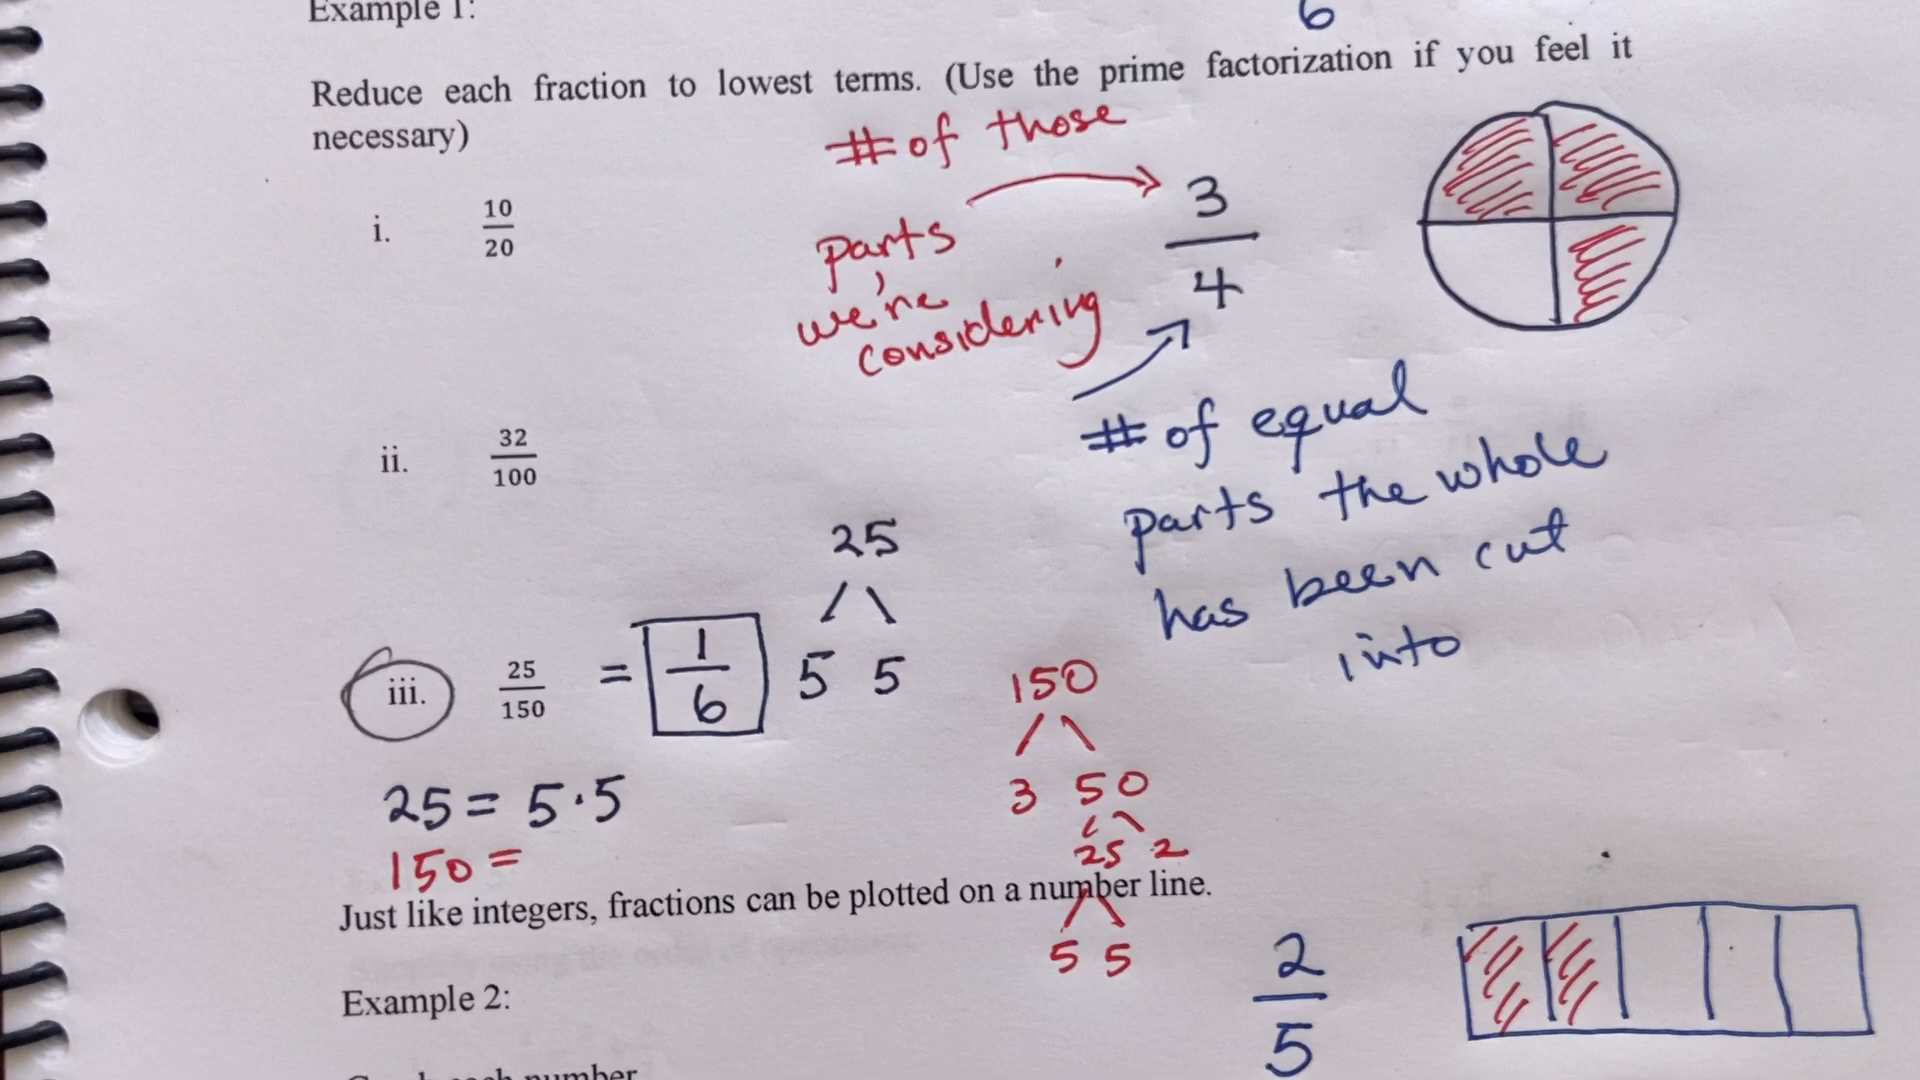 Example 1:
6
Reduce each fraction to lowest terms. (Use the prime factorization if you feel it
necessary)
# of those
parts
we're
considering
3
4
i. 10
20
# of equal
parts the whole
has been cut
into
ii. 32
100
25
5 5
iii. 25
150
= 1
6
150
3 50
25 2
5 5
25 = 5·5
150 =
Just like integers, fractions can be plotted on a number line.
Example 2:
2
5
each number